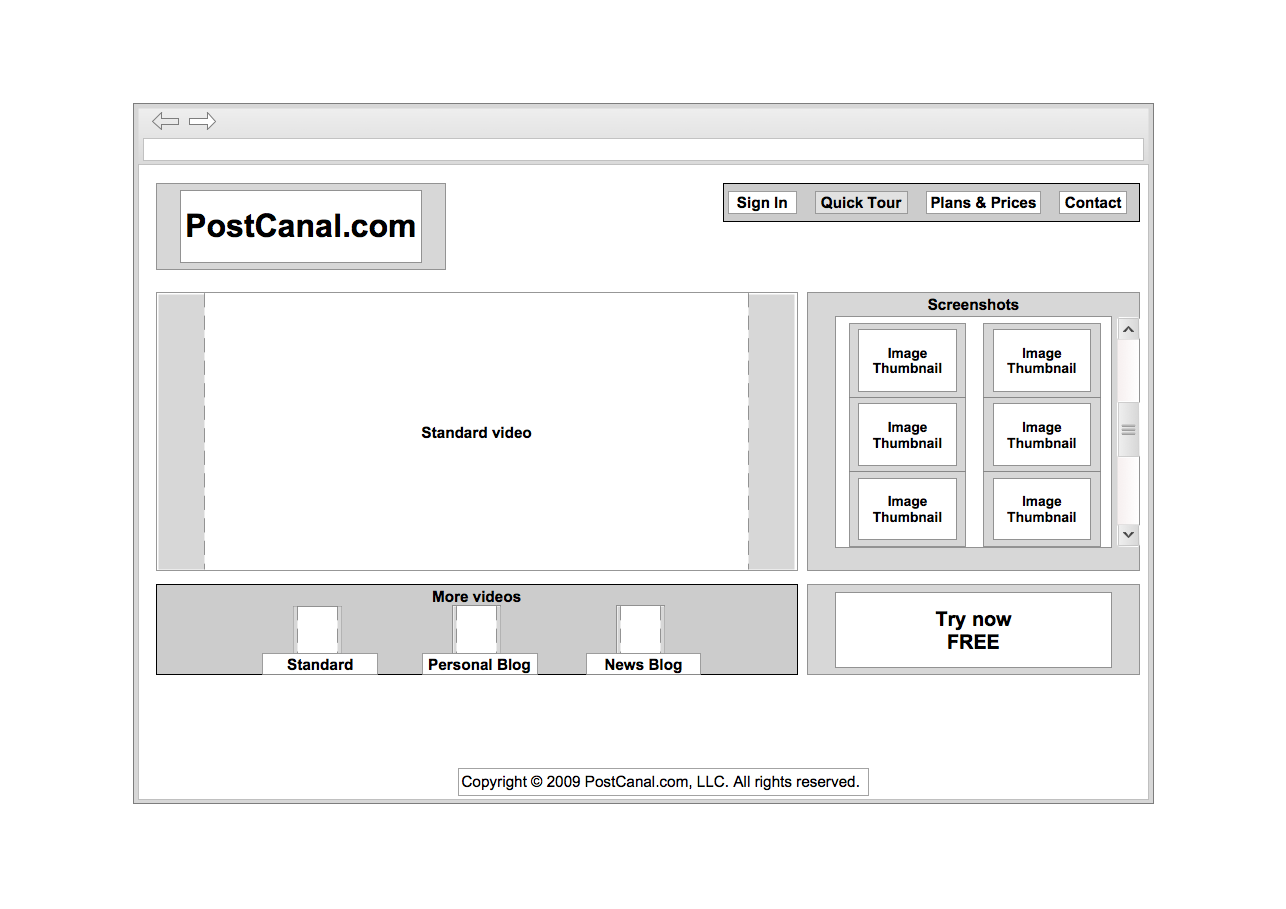 PostCanal.com
Sign In
Quick Tour
Plans & Prices
Contact
Standard video
Screenshots
Image
Thumbnail
Image
Thumbnail
Image
Thumbnail
Image
Thumbnail
Image
Thumbnail
Image
Thumbnail
More videos
Standard
Personal Blog
News Blog
Try now
FREE
Copyright © 2009 PostCanal.com, LLC. All rights reserved.